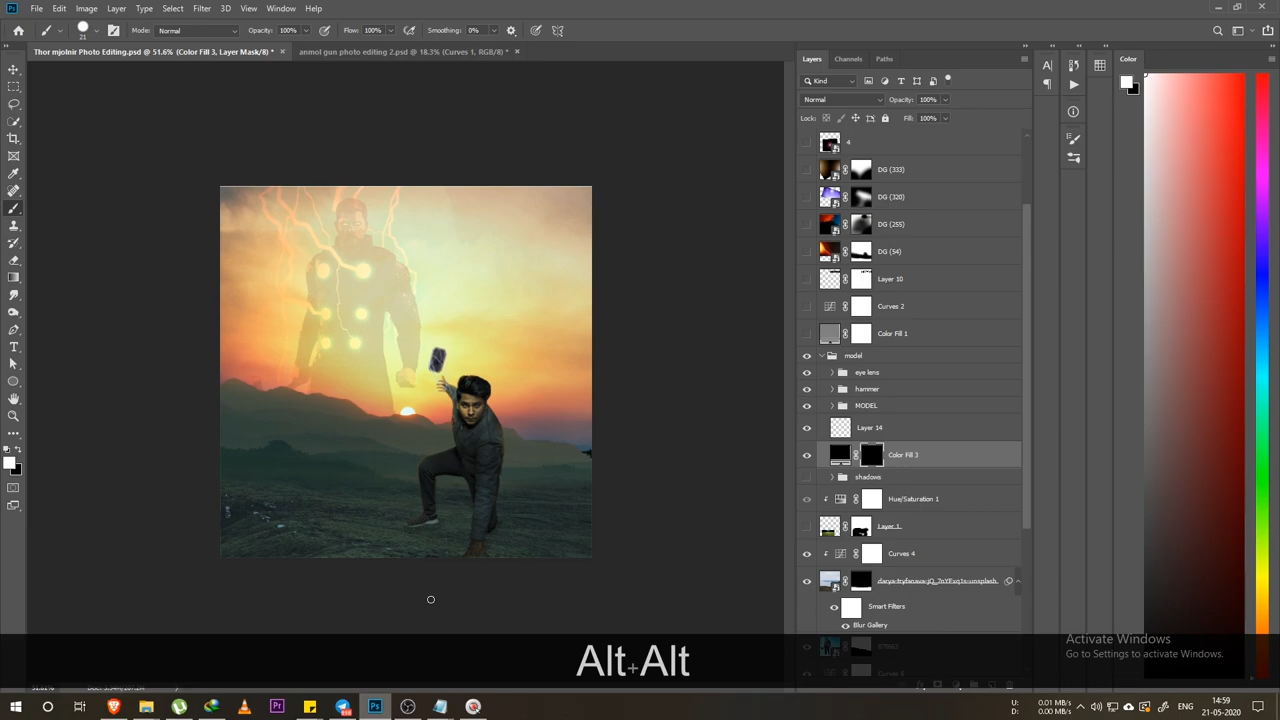 File Edit Image Layer Type Select Filter 3D View Window Help
21 Mode: Normal Opacity: 100% Flow: 100% Smoothing: 0%
Thor mjolnir Photo Editing.psd @ 51.6% (Color Fill 3, Layer Mask/8) * × anmol gun photo editing 2.psd @ 18.3% (Curves 1, RGB/8) * ×
Layers Channels Paths Color
Kind
Normal Opacity: 100%
Lock: Fill: 100%
4
DG (333)
DG (320)
DG (255)
DG (54)
Layer 10
Curves 2
Color Fill 1
model
eye lens
hammer
MODEL
Layer 14
Color Fill 3
shadows
Hue/Saturation 1
Layer 1
Curves 4
Smart Filters
Blur Gallery
Alt+Alt
Activate Windows
Go to Settings to activate Windows.
U: 0.01 MB/s
D: 0.00 MB/s
14:59
21-05-2020